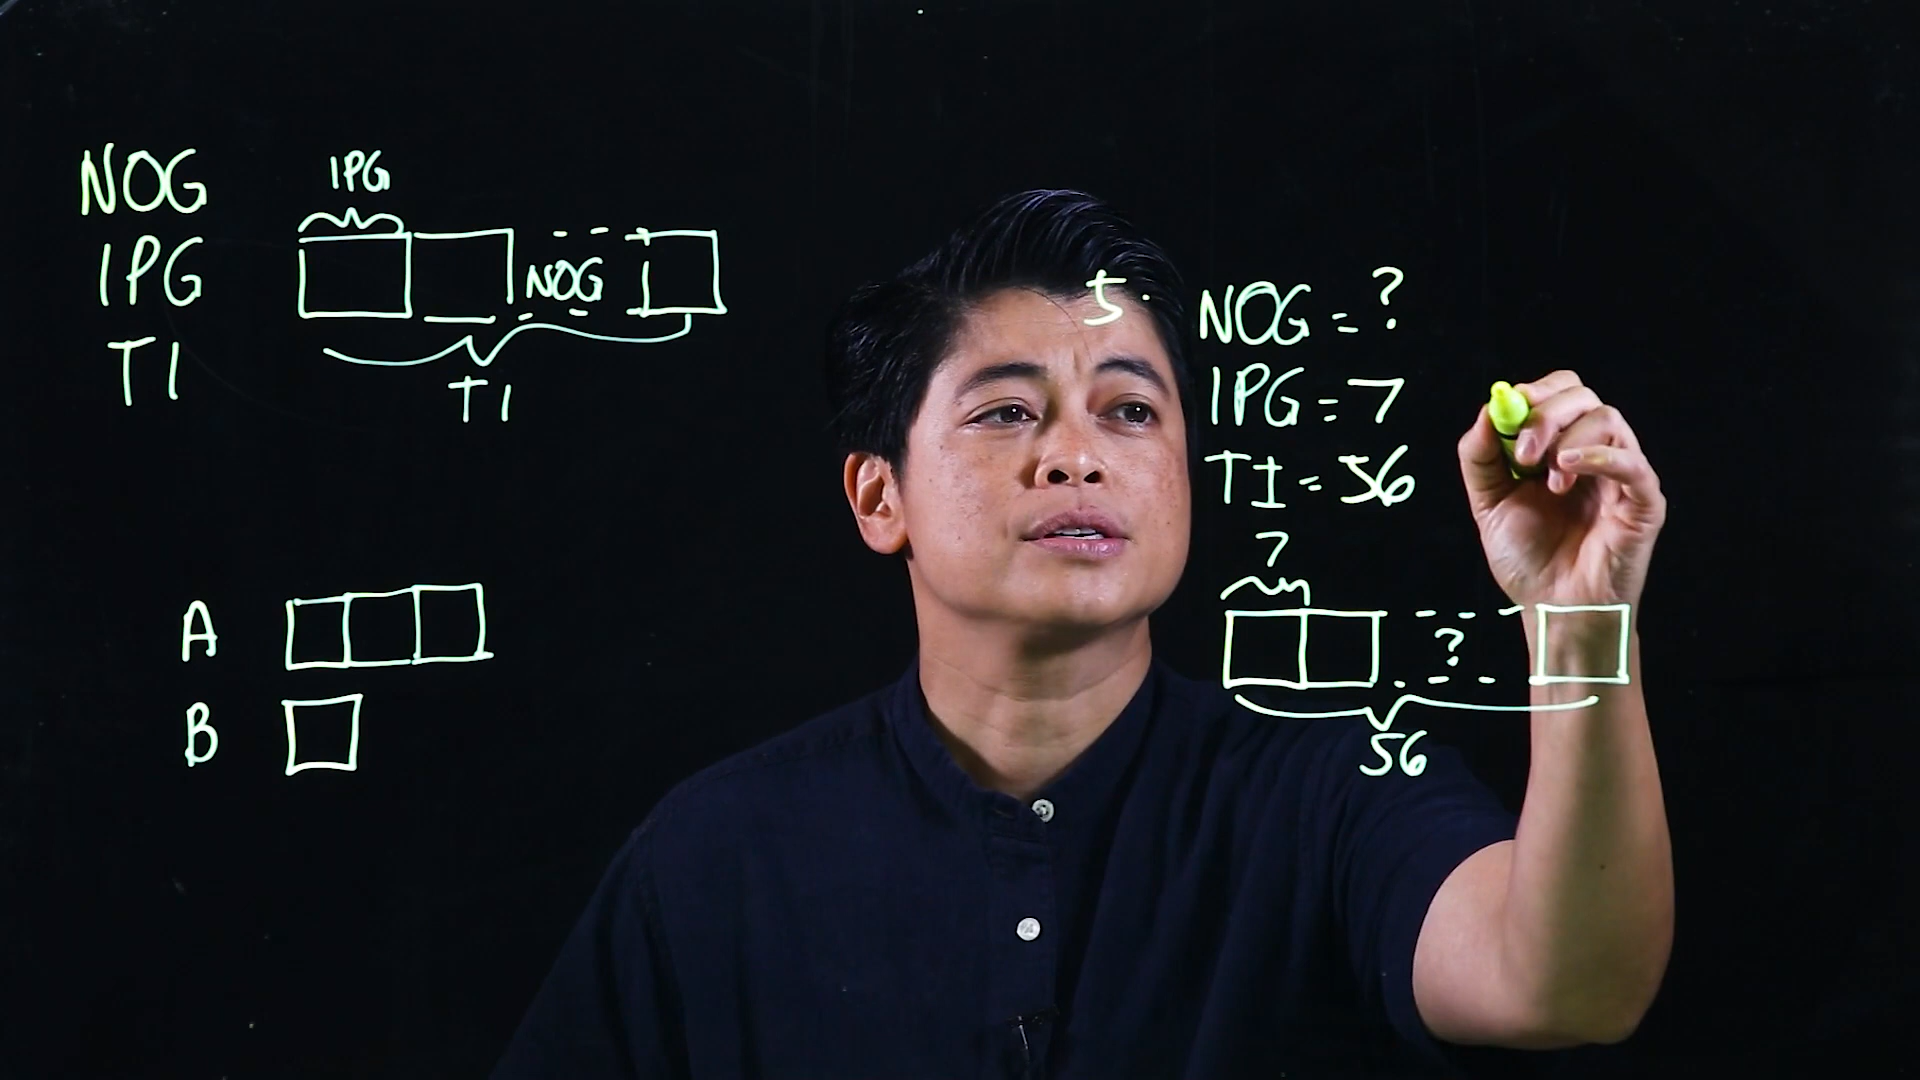 NOG
IPG
TI
IPG
NOG
TI
A
B
5.
NOG = ?
IPG = 7
TI = 56
7
?
56